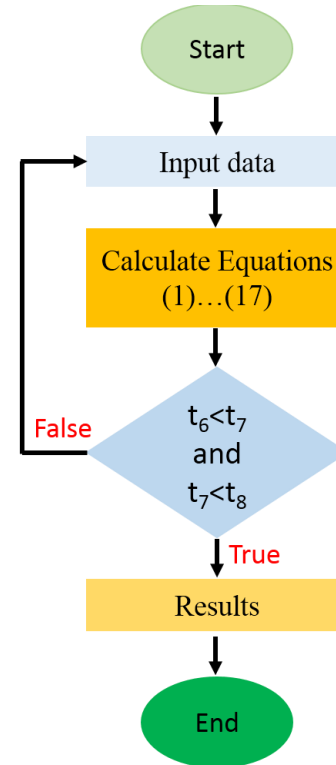 Start
Input data
Calculate Equations
(1)...(17)
t₆<t₇
and
t₇<t₈
False
True
Results
End